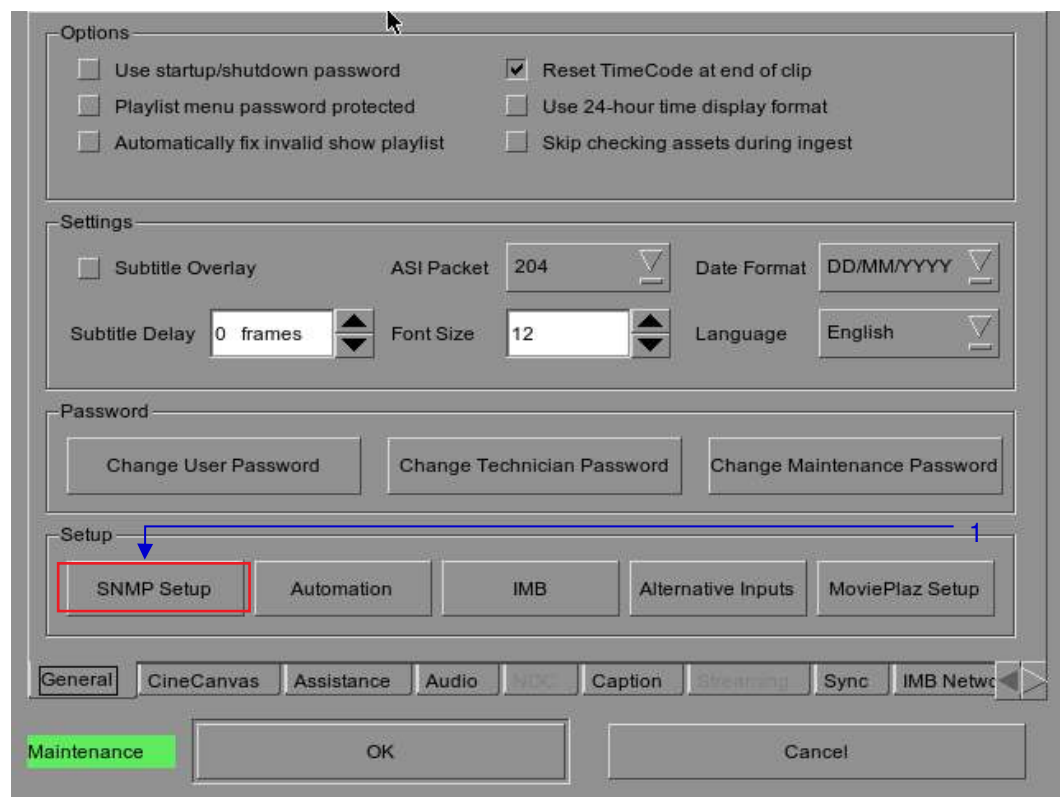 Options
Use startup/shutdown password
Reset TimeCode at end of clip
Playlist menu password protected
Use 24-hour time display format
Automatically fix invalid show playlist
Skip checking assets during ingest
Settings
Subtitle Overlay
ASI Packet
204
Date Format
DD/MM/YYYY
Subtitle Delay
0 frames
Font Size
12
Language
English
Password
Change User Password
Change Technician Password
Change Maintenance Password
Setup
1
SNMP Setup
Automation
IMB
Alternative Inputs
MoviePlaz Setup
General
CineCanvas
Assistance
Audio
NOC
Caption
Streaming
Sync
IMB Netwo
Maintenance
OK
Cancel